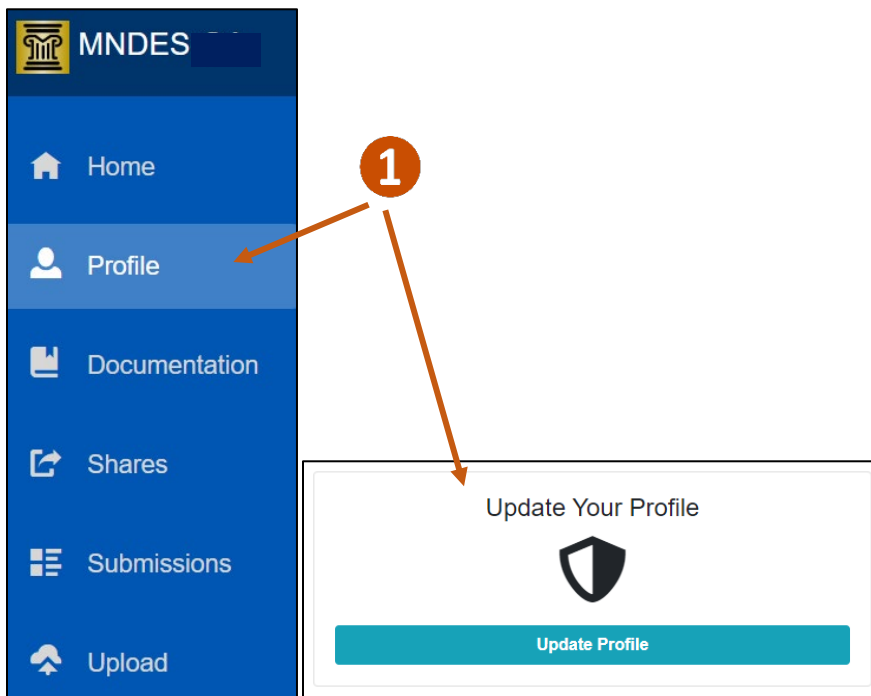 MNDES
Home
1
Profile
Documentation
Shares
Submissions
Upload
Update Your Profile
Update Profile